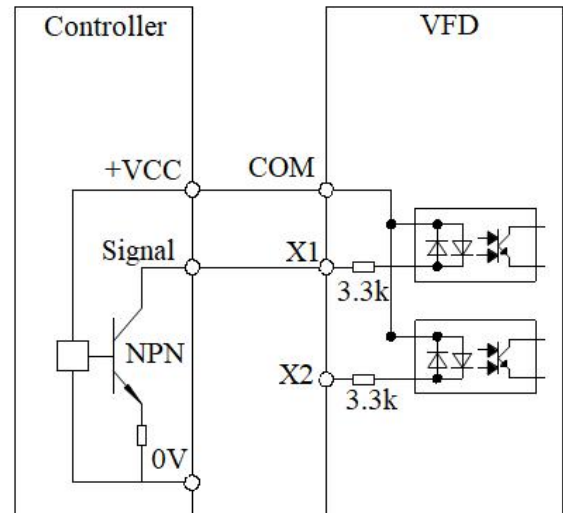 Controller
VFD
+VCC
COM
Signal
X1
3.3k
NPN
X2
3.3k
0V